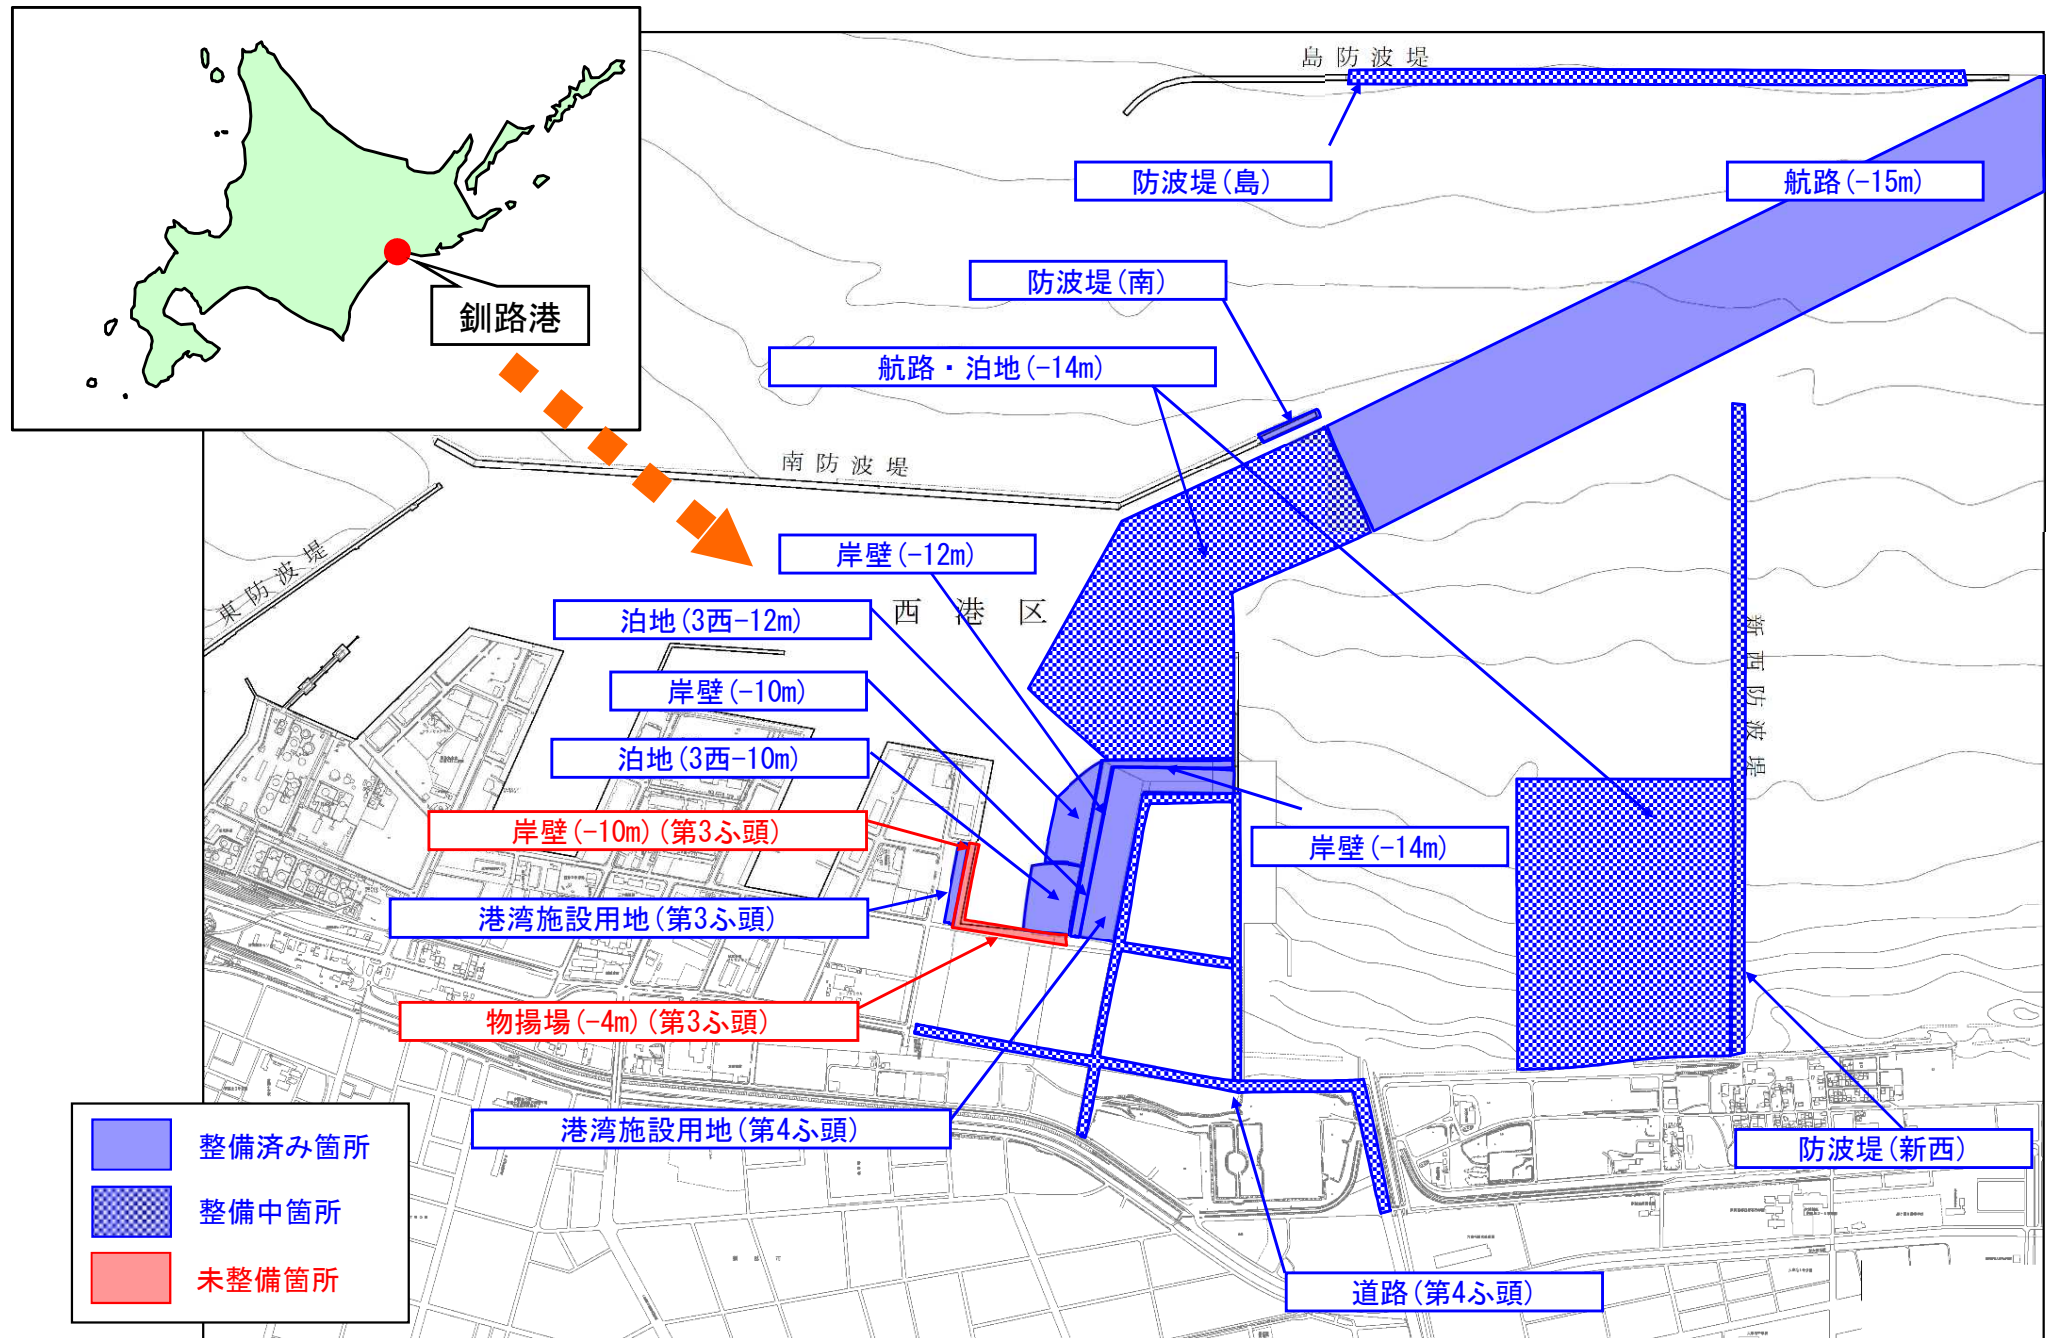 島防波堤
防波堤(島)
航路(-15m)
防波堤(南)
釧路港
航路・泊地(-14m)
南防波堤
東防波堤
岸壁(-12m)
西港区
泊地(3西-12m)
新西防波堤
岸壁(-10m)
泊地(3西-10m)
岸壁(-10m)(第3ふ頭)
岸壁(-14m)
港湾施設用地(第3ふ頭)
物揚場(-4m)(第3ふ頭)
港湾施設用地(第4ふ頭)
防波堤(新西)
整備済み箇所
整備中箇所
未整備箇所
道路(第4ふ頭)